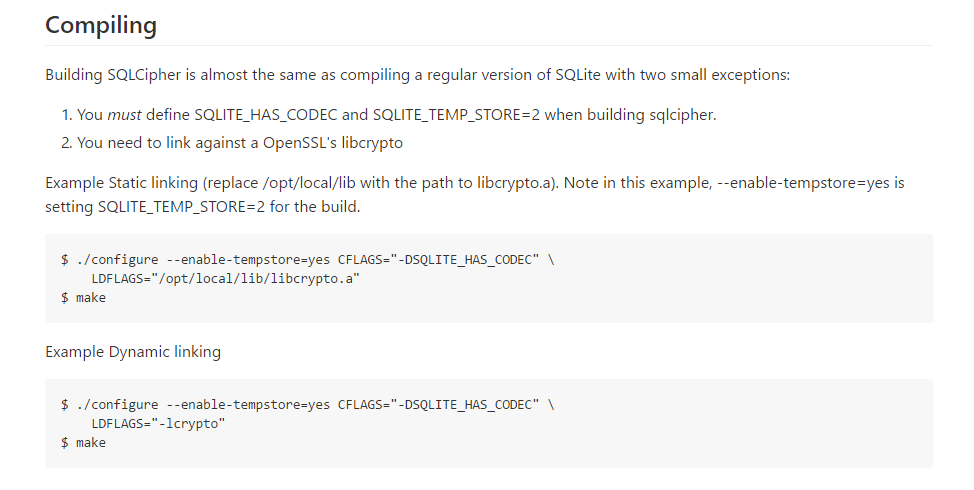 Compiling
Building SQLCipher is almost the same as compiling a regular version of SQLite with two small exceptions:
1. You must define SQLITE_HAS_CODEC and SQLITE_TEMP_STORE=2 when building sqlcipher.
2. You need to link against a OpenSSL's libcrypto
Example Static linking (replace /opt/local/lib with the path to libcrypto.a). Note in this example, --enable-tempstore=yes is
setting SQLITE_TEMP_STORE=2 for the build.
$ ./configure --enable-tempstore=yes CFLAGS="-DSQLITE_HAS_CODEC" \
    LDFLAGS="/opt/local/lib/libcrypto.a"
$ make
Example Dynamic linking
$ ./configure --enable-tempstore=yes CFLAGS="-DSQLITE_HAS_CODEC" \
    LDFLAGS="-lcrypto"
$ make